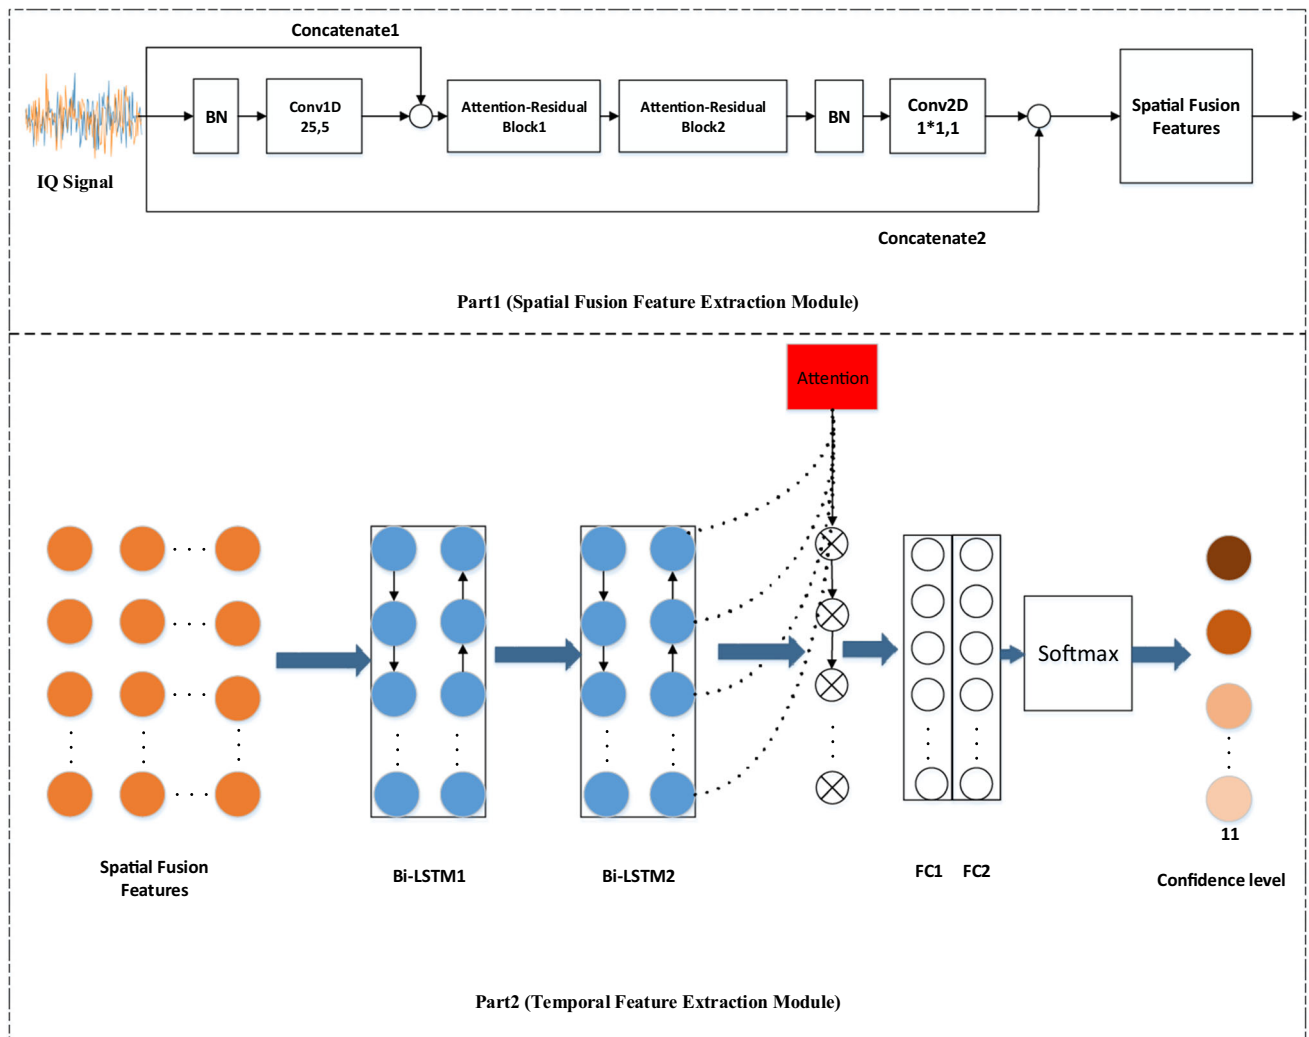 Concatenate1
IQ Signal
BN
Conv1D
25,5
Attention-Residual
Block1
Attention-Residual
Block2
BN
Conv2D
1*1,1
Spatial Fusion
Features
Concatenate2
Part1 (Spatial Fusion Feature Extraction Module)
Attention
Softmax
11
Spatial Fusion
Features
Bi-LSTM1
Bi-LSTM2
FC1
FC2
Confidence level
Part2 (Temporal Feature Extraction Module)